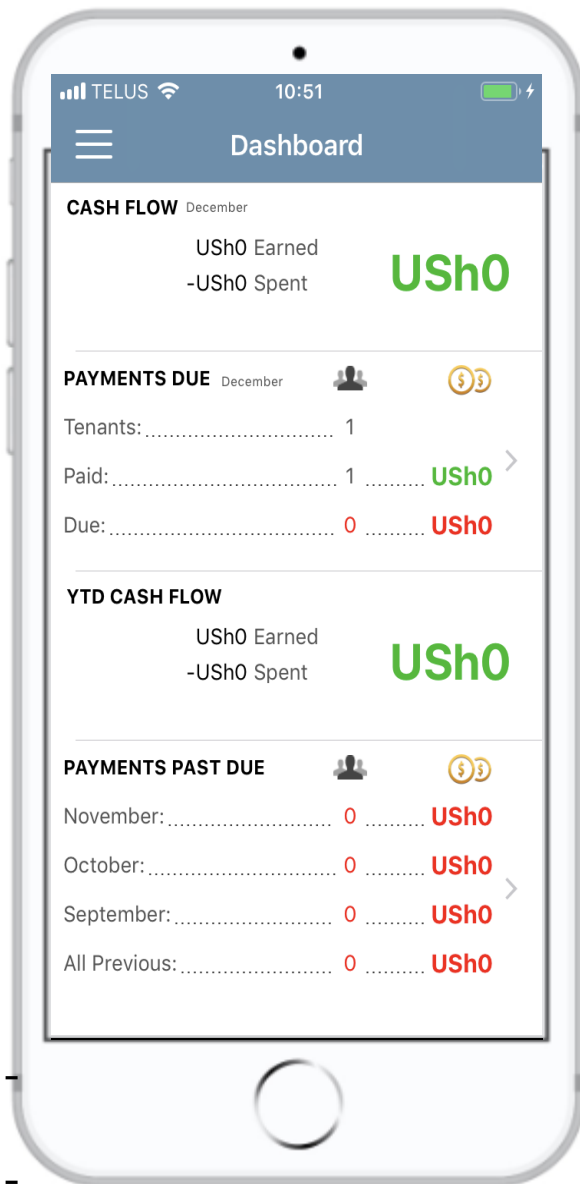 TELUS 10:51
Dashboard
CASH FLOW December
USh0 Earned
-USh0 Spent
USh0
PAYMENTS DUE December
Tenants: 1
Paid: 1 USh0
Due: 0 USh0
YTD CASH FLOW
USh0 Earned
-USh0 Spent
USh0
PAYMENTS PAST DUE
November: 0 USh0
October: 0 USh0
September: 0 USh0
All Previous: 0 USh0